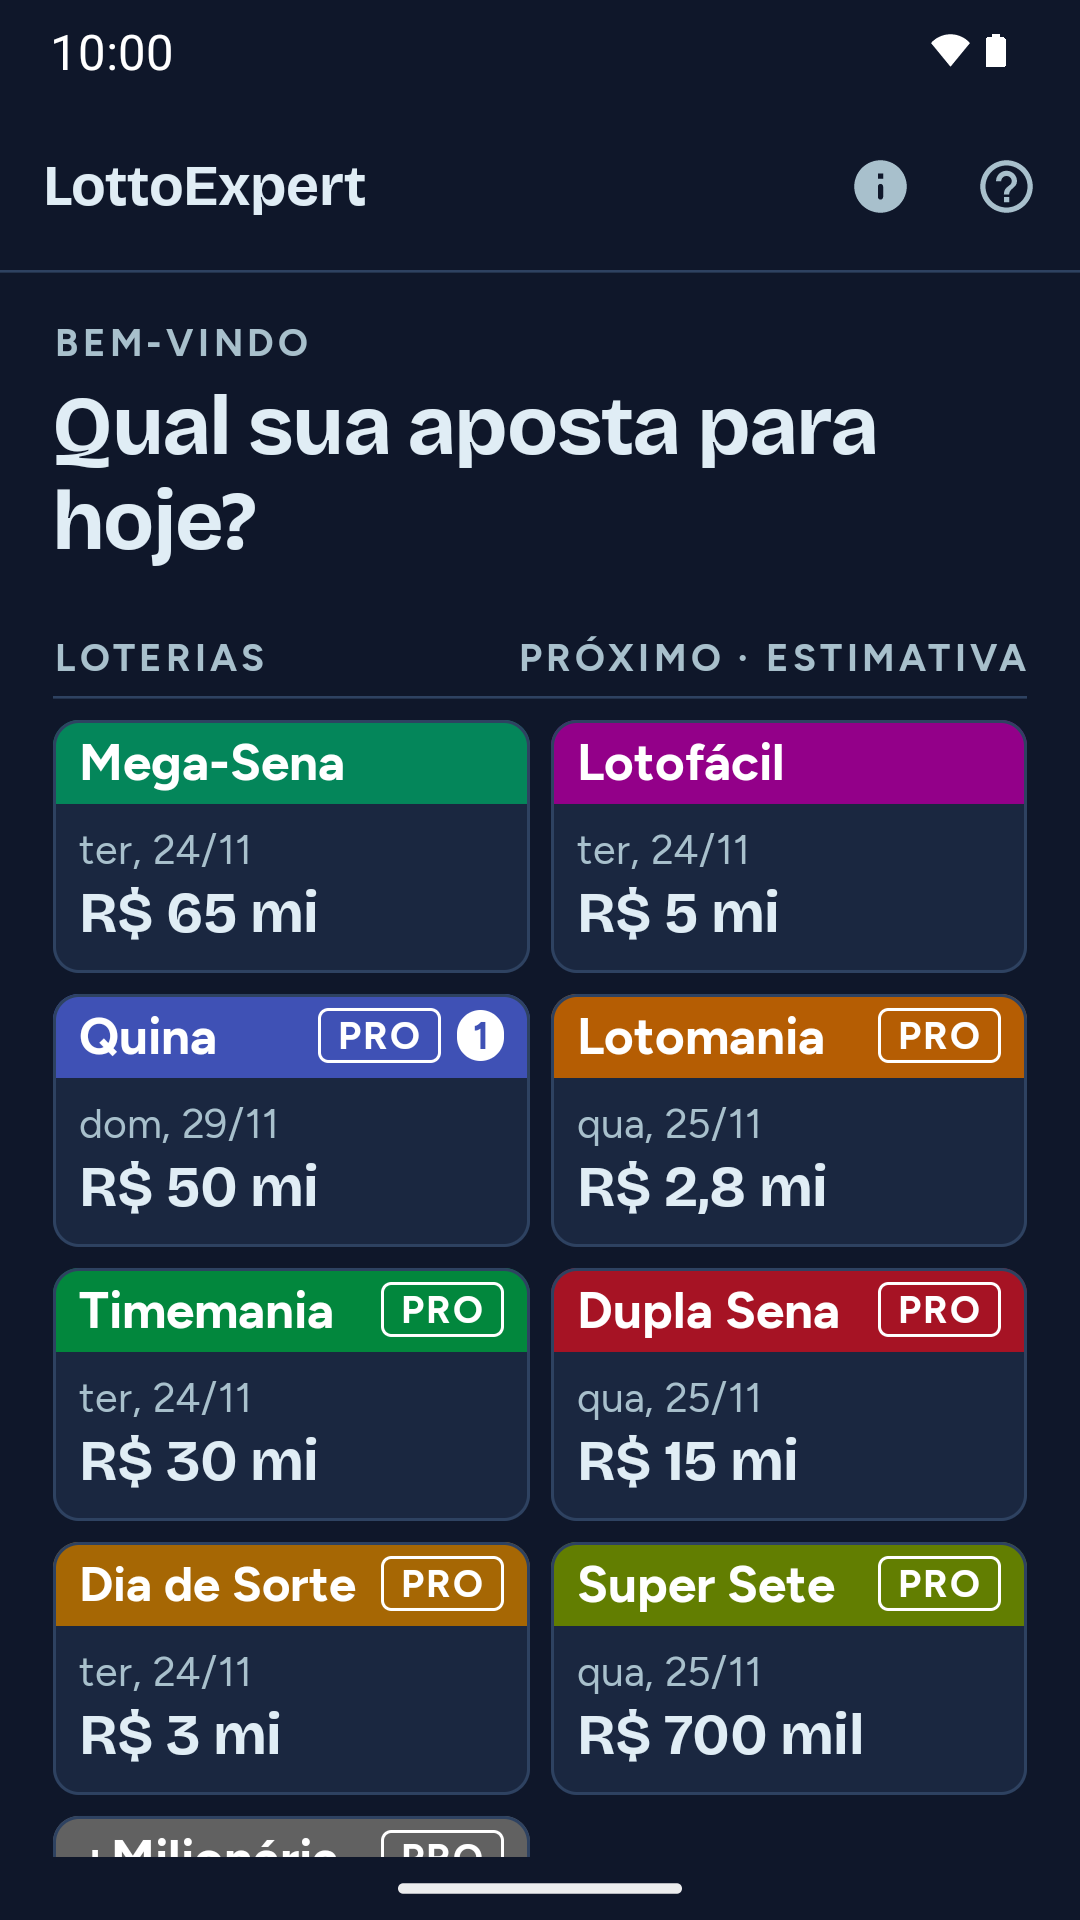 10:00
LottoExpert
BEM-VINDO
Qual sua aposta para
hoje?
LOTERIAS
PRÓXIMO · ESTIMATIVA
Mega-Sena
ter, 24/11
R$ 65 mi
Lotofácil
ter, 24/11
R$ 5 mi
Quina PRO 1
dom, 29/11
R$ 50 mi
Lotomania PRO
qua, 25/11
R$ 2,8 mi
Timemania PRO
ter, 24/11
R$ 30 mi
Dupla Sena PRO
qua, 25/11
R$ 15 mi
Dia de Sorte PRO
ter, 24/11
R$ 3 mi
Super Sete PRO
qua, 25/11
R$ 700 mil
+Milionária PRO